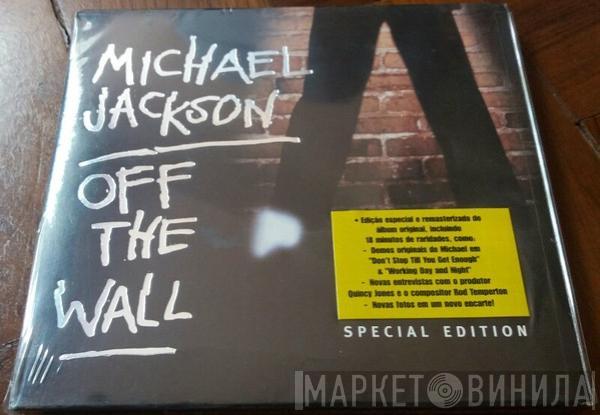 MICHAEL
JACKSON
OFF
THE
WALL
• Edição especial e remasterizada do
álbum original, incluindo
18 minutos de raridades, como:
- Demos originais de Michael em
"Don't Stop Till You Get Enough"
& "Working Day and Night"
- Novas entrevistas com o produtor
Quincy Jones e o compositor Rod Temperton
- Novas fotos em um novo encarte!
SPECIAL EDITION
МАРКЕТ ВИНИЛА